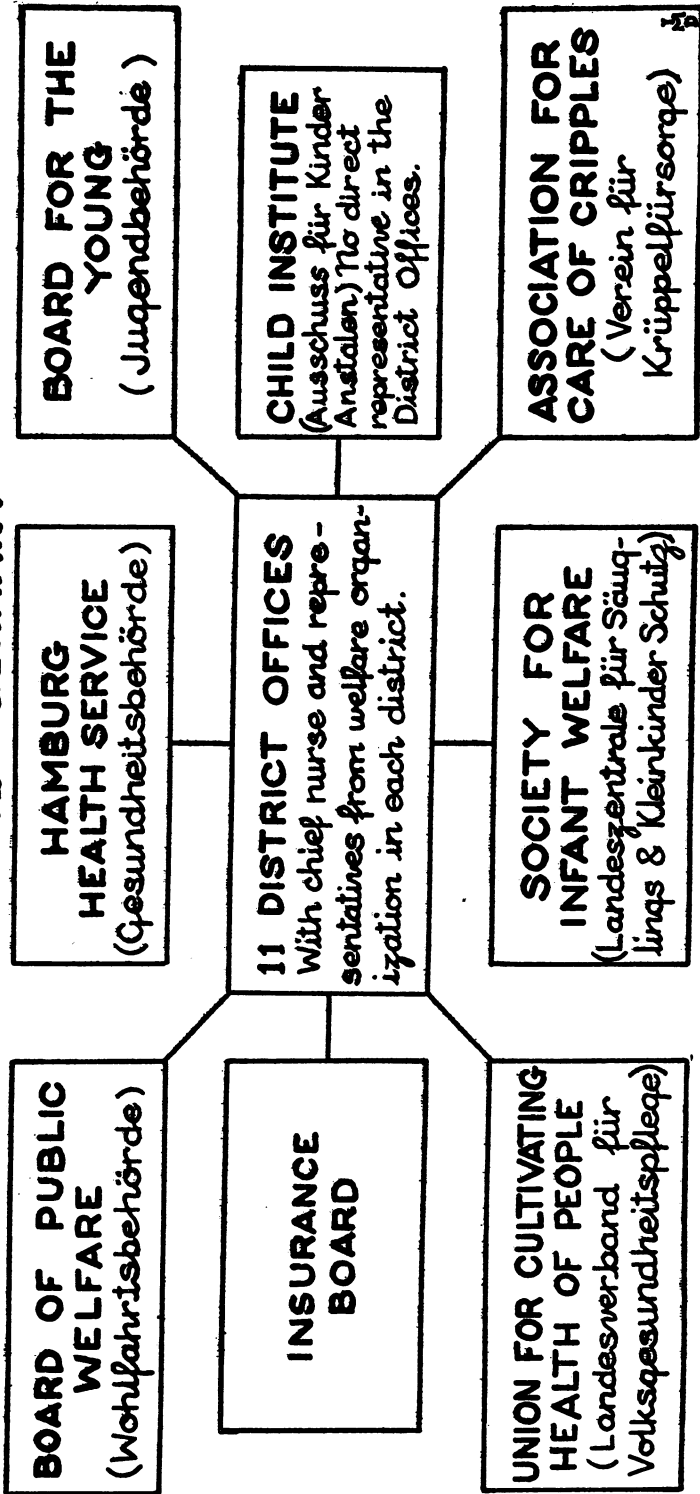 BOARD OF PUBLIC
WELFARE
(Wohlfahrtsbehörde)
HAMBURG
HEALTH SERVICE
(Gesundheitsbehörde)
BOARD FOR THE
YOUNG
(Jugendbehörde)
INSURANCE
BOARD
11 DISTRICT OFFICES
With chief nurse and repre-
sentatives from welfare organ-
ization in each district.
CHILD INSTITUTE
(Ausschuss für Kinder
Anstalen) No direct
representative in the
District Offices.
UNION FOR CULTIVATING
HEALTH OF PEOPLE
(Landesverband für
Volksgesundheitspflege)
SOCIETY FOR
INFANT WELFARE
(Landeszentrale für Säug-
lings & Kleinkinder Schutz)
ASSOCIATION FOR
CARE OF CRIPPLES
(Verein für
Krüppelfürsorge)